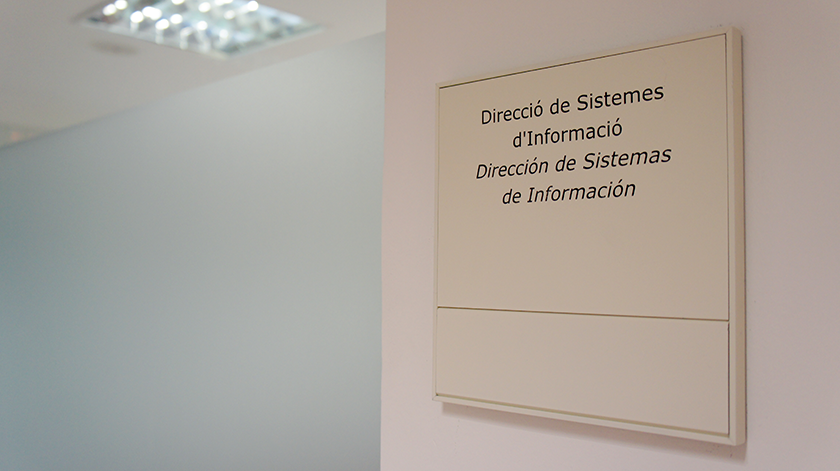 Direcció de Sistemes
d'Informació
Dirección de Sistemas
de Información